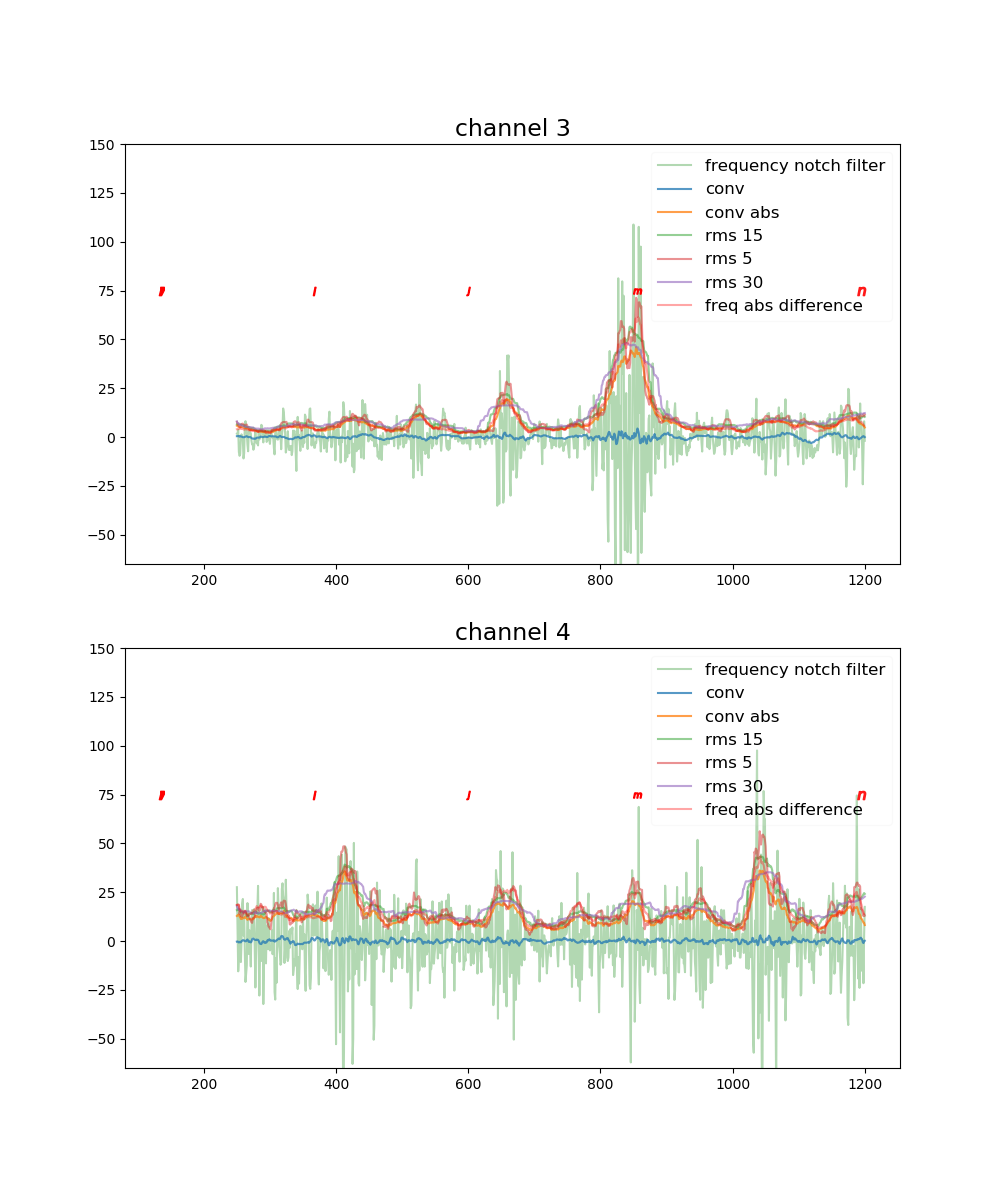 channel 3
150
125
100
75
50
25
0
−25
−50
frequency notch filter
conv
conv abs
rms 15
rms 5
rms 30
freq abs difference
, l J m n
200 400 600 800 1000 1200
channel 4
150
125
100
75
50
25
0
−25
−50
frequency notch filter
conv
conv abs
rms 15
rms 5
rms 30
freq abs difference
, l J m n
200 400 600 800 1000 1200